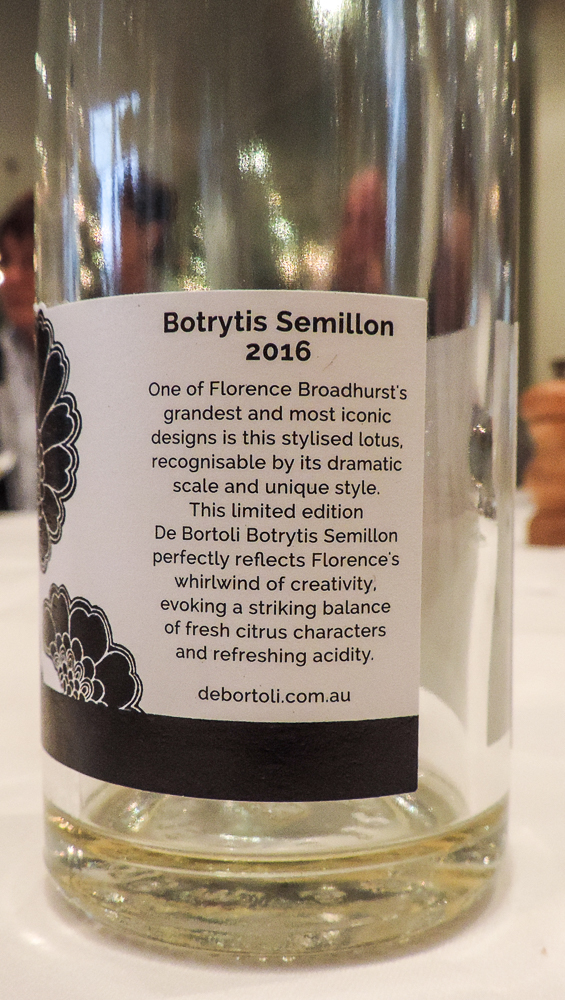 Botrytis Semillon
2016
One of Florence Broadhurst's
grandest and most iconic
designs is this stylised lotus,
recognisable by its dramatic
scale and unique style.
This limited edition
De Bortoli Botrytis Semillon
perfectly reflects Florence's
whirlwind of creativity,
evoking a striking balance
of fresh citrus characters
and refreshing acidity.
debortoli.com.au